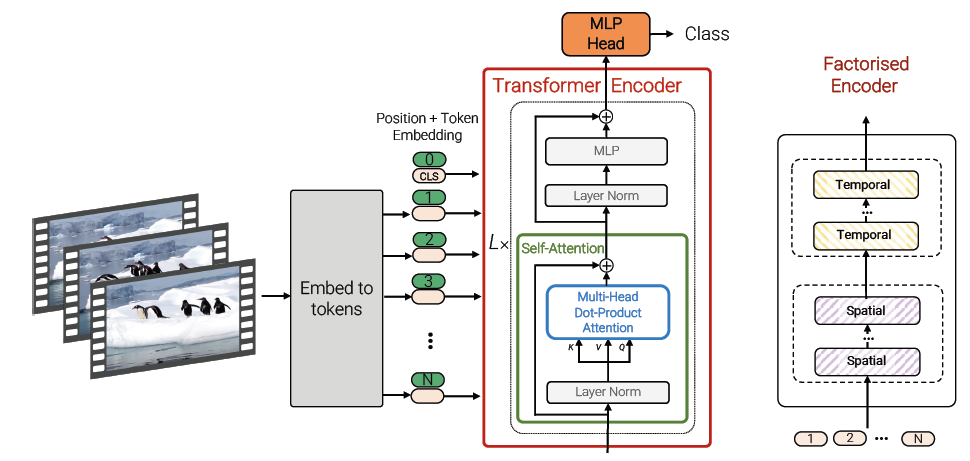 MLP
Head
Class
Transformer Encoder
Position + Token
Embedding
0
CLS
1
2
3
N
Embed to
tokens
L×
MLP
Layer Norm
Self-Attention
Multi-Head
Dot-Product
Attention
K V Q
Layer Norm
Factorised
Encoder
Temporal
...
Temporal
Spatial
...
Spatial
1 2 ... N